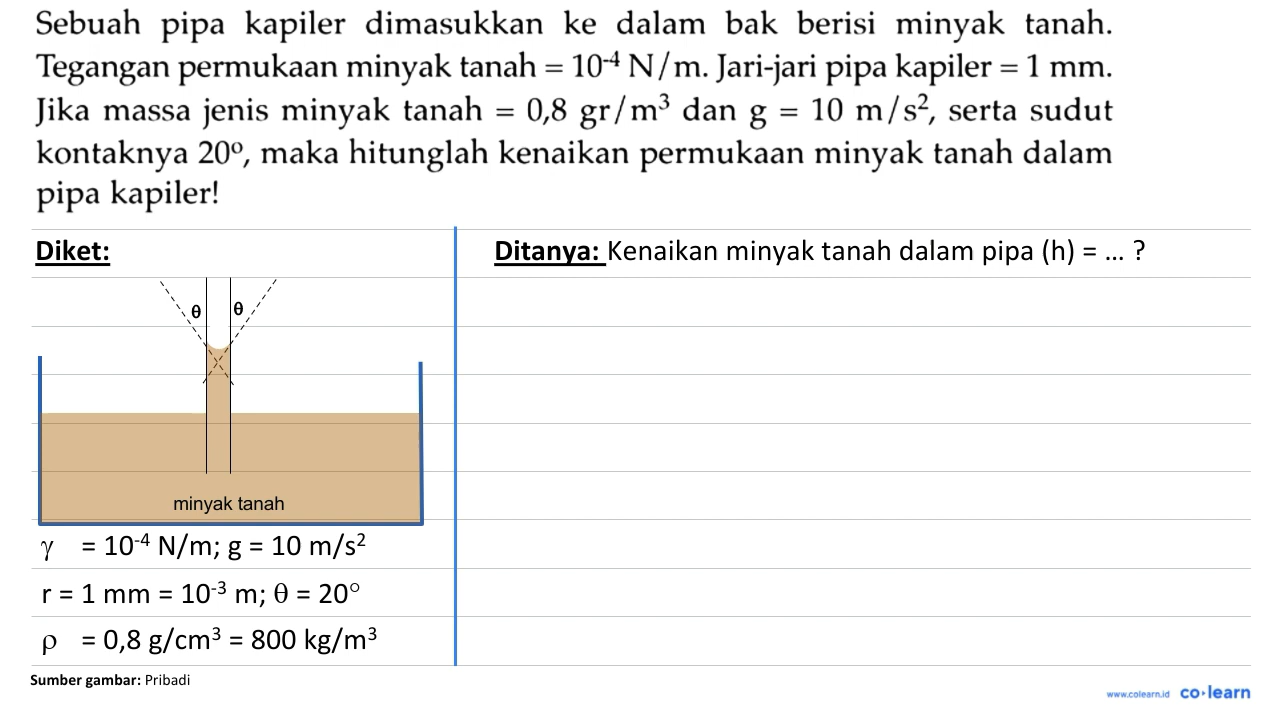 Sebuah pipa kapiler dimasukkan ke dalam bak berisi minyak tanah.
Tegangan permukaan minyak tanah = 10⁻⁴ N/m. Jari-jari pipa kapiler = 1 mm.
Jika massa jenis minyak tanah = 0,8 gr/m³ dan g = 10 m/s², serta sudut
kontaknya 20º, maka hitunglah kenaikan permukaan minyak tanah dalam
pipa kapiler!
Diket:
θ θ
minyak tanah
γ = 10⁻⁴ N/m; g = 10 m/s²
r = 1 mm = 10⁻³ m; θ = 20°
ρ = 0,8 g/cm³ = 800 kg/m³
Ditanya: Kenaikan minyak tanah dalam pipa (h) = ... ?
Sumber gambar: Pribadi
www.colearn.id co·learn